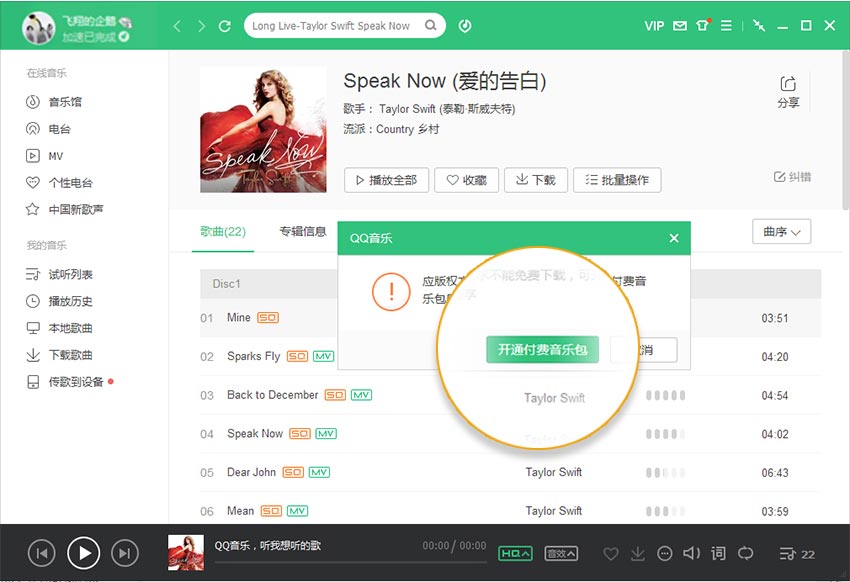 飞翔的企鹅
加速已完成
Long Live-Taylor Swift Speak Now
VIP
在线音乐
音乐馆
电台
MV
个性电台
中国新歌声
我的音乐
试听列表
播放历史
本地歌曲
下载歌曲
传歌到设备
Speak Now
Taylor Swift
Speak Now (爱的告白)
歌手： Taylor Swift (泰勒·斯威夫特)
流派：Country 乡村
播放全部
收藏
下载
批量操作
分享
纠错
歌曲(22)
专辑信息
曲序
QQ音乐
应版权方 不能免费下载，可 付费音
乐包 享
开通付费音乐包
消
Disc1
01 Mine SQ 03:51
02 Sparks Fly SQ MV 04:20
03 Back to December SQ MV Taylor Swift 04:54
04 Speak Now SQ MV Taylor 04:02
05 Dear John SQ MV Taylor Swift 06:43
06 Mean SQ MV Taylor Swift 03:59
QQ音乐，听我想听的歌
00:00/ 00:00
HQ
音效
词
22